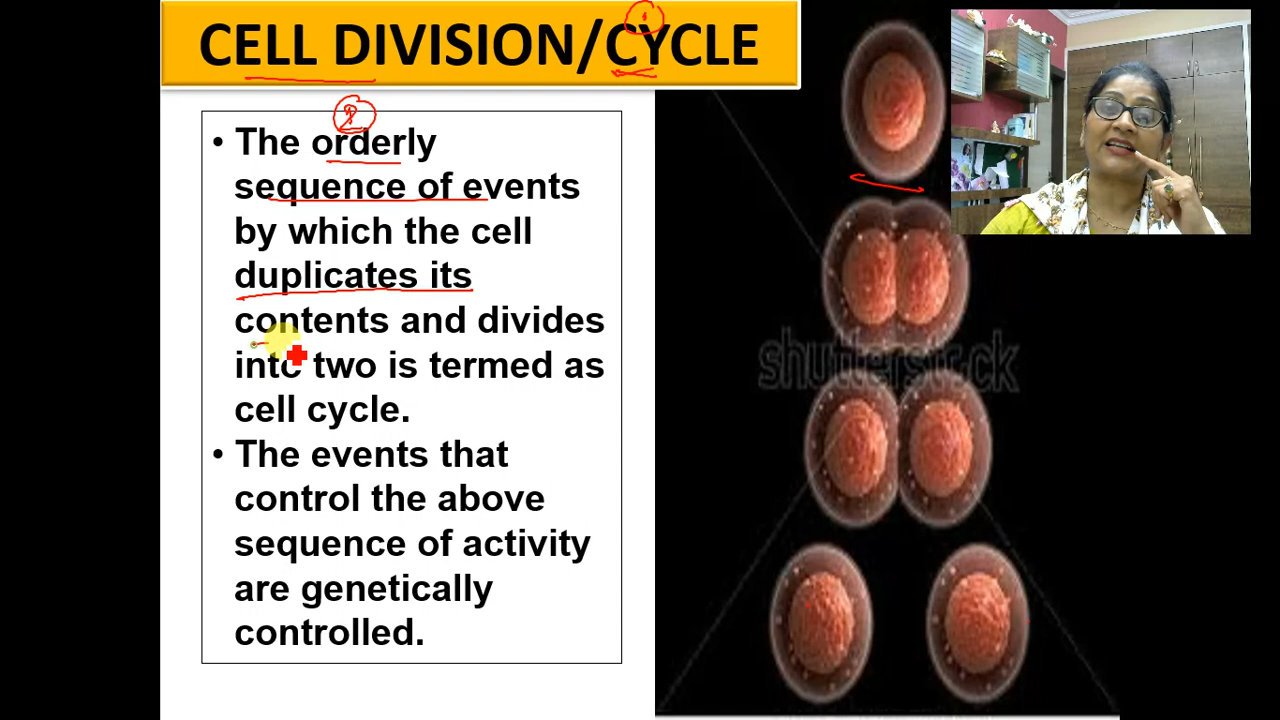 CELL DIVISION/CYCLE
• The orderly
sequence of events
by which the cell
duplicates its
contents and divides
into two is termed as
cell cycle.
• The events that
control the above
sequence of activity
are genetically
controlled.
shutterstock